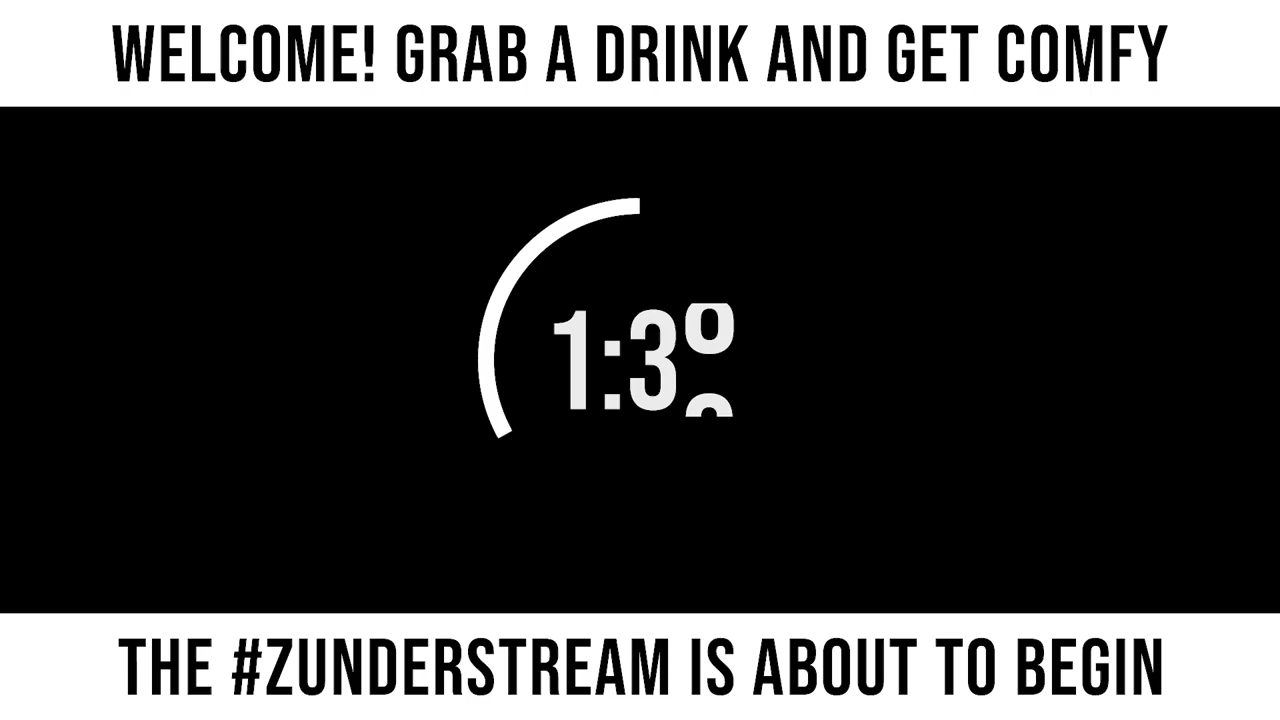 WELCOME! GRAB A DRINK AND GET COMFY
1:3
THE #ZUNDERSTREAM IS ABOUT TO BEGIN